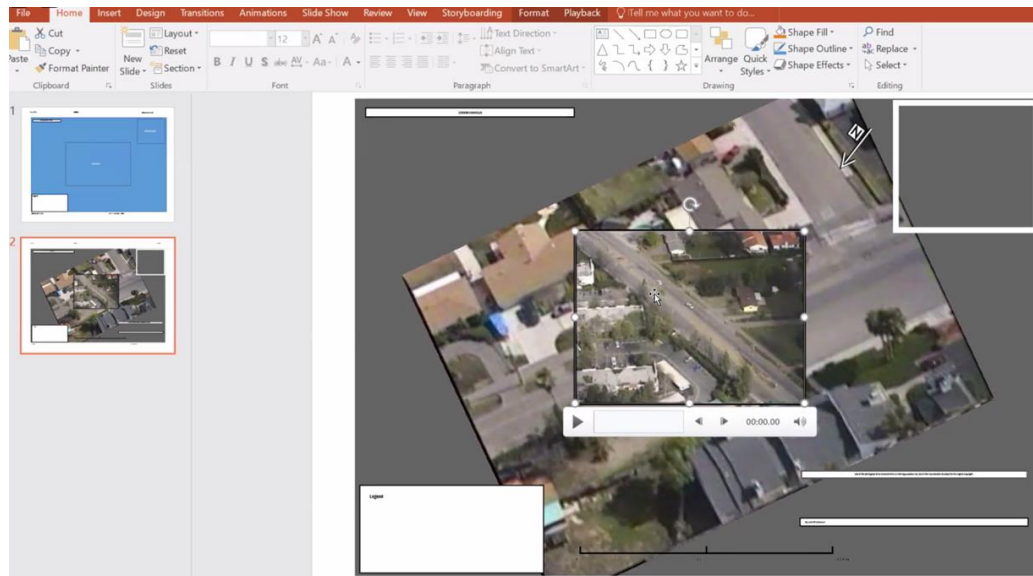 File Home Insert Design Transitions Animations Slide Show Review View Storyboarding Format Playback Tell me what you want to do...
Cut
Copy
Format Painter
Paste
Clipboard
New
Slide
Layout
Reset
Section
Slides
12
B I U S abc AV Aa A
Font
Text Direction
Align Text
Convert to SmartArt
Paragraph
Arrange
Quick
Styles
Shape Fill
Shape Outline
Shape Effects
Drawing
Find
Replace
Select
Editing
1
2
N
00:00.00
Legend